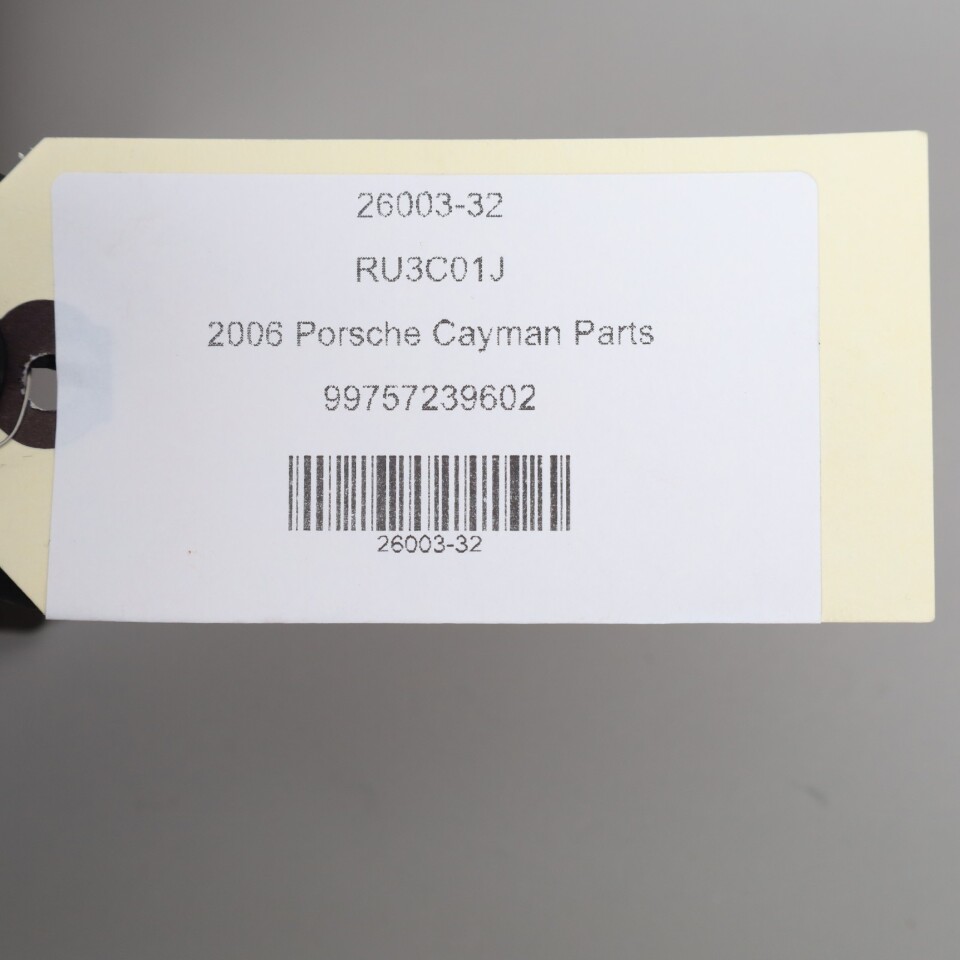 26003-32
RU3C01J
2006 Porsche Cayman Parts
99757239602
26003-32